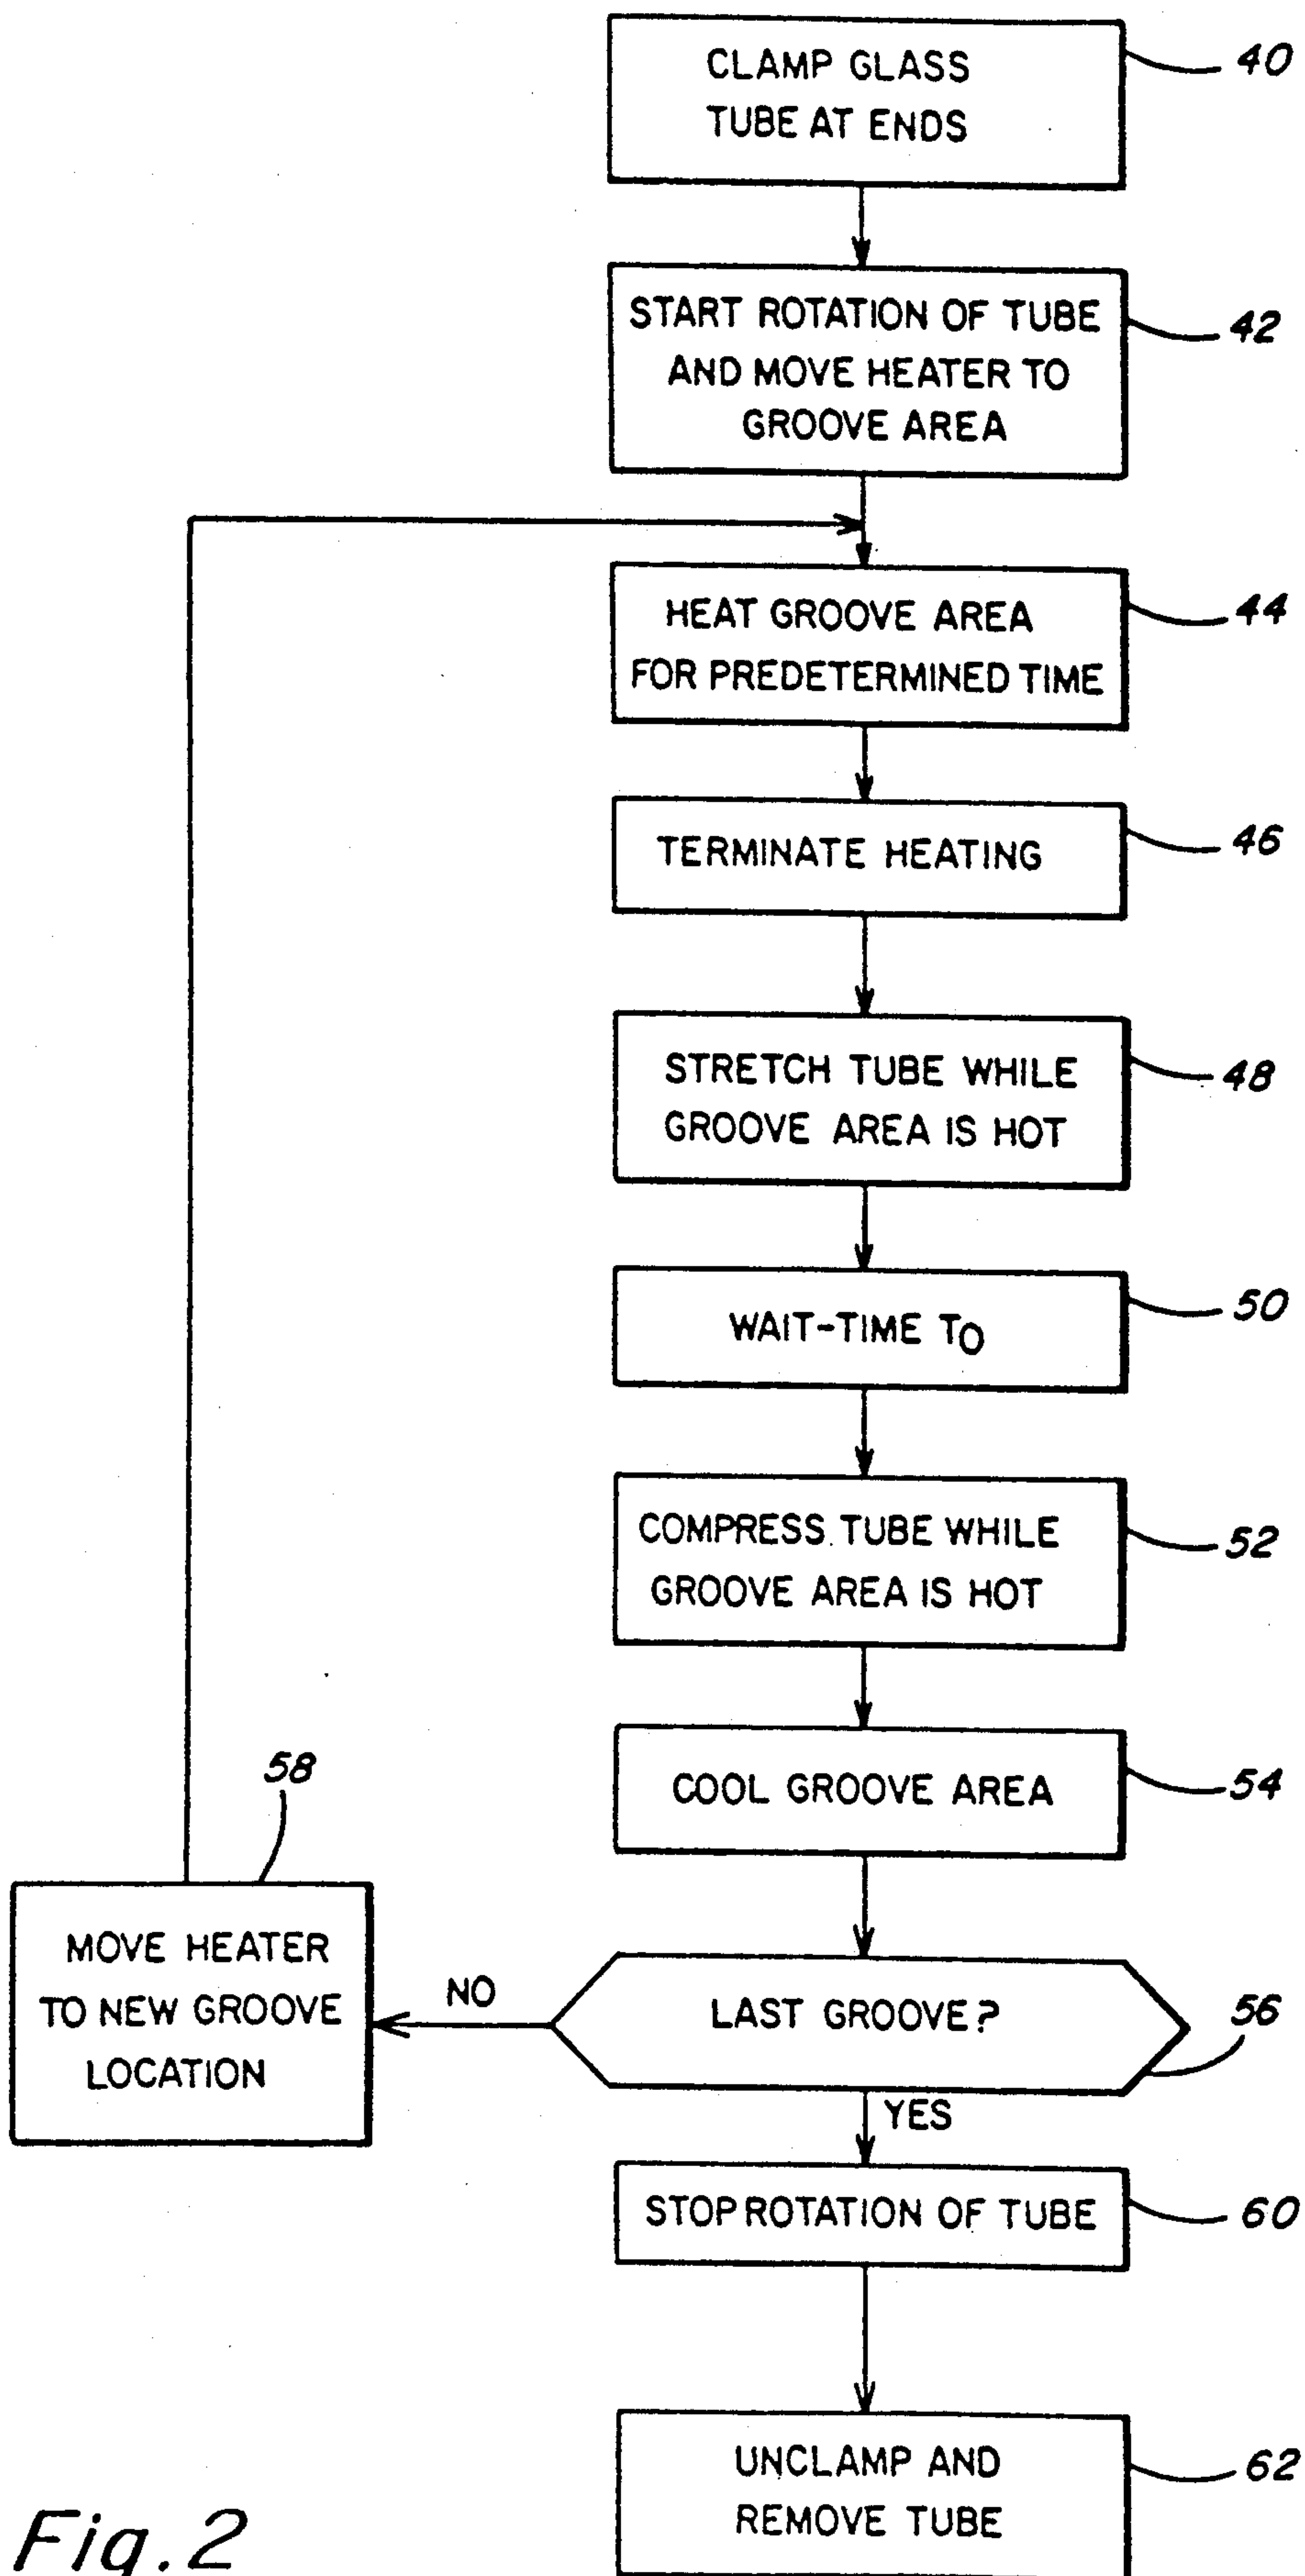 CLAMP GLASS
TUBE AT ENDS
40
START ROTATION OF TUBE
AND MOVE HEATER TO
GROOVE AREA
42
HEAT GROOVE AREA
FOR PREDETERMINED TIME
44
TERMINATE HEATING
46
STRETCH TUBE WHILE
GROOVE AREA IS HOT
48
WAIT-TIME TO
50
COMPRESS TUBE WHILE
GROOVE AREA IS HOT
52
COOL GROOVE AREA
54
58
MOVE HEATER
TO NEW GROOVE
LOCATION
NO
LAST GROOVE?
56
YES
STOP ROTATION OF TUBE
60
UNCLAMP AND
REMOVE TUBE
62
Fig. 2